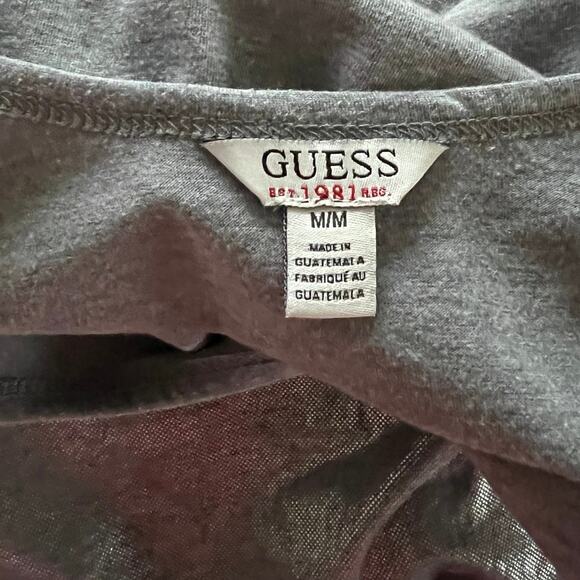 GUESS
EST. 1981 REG.
M/M
MADE IN
GUATEMALA
FABRIQUÉ AU
GUATEMALA